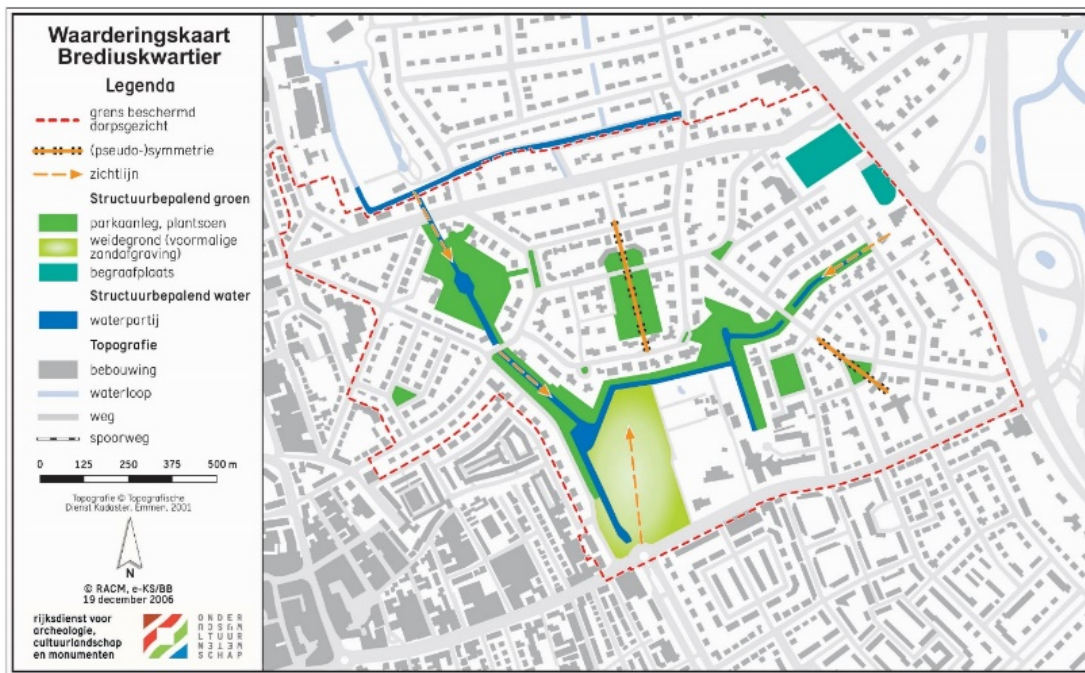 Waarderingskaart
Brediuskwartier
Legenda
grens beschermd
dorpsgezicht
(pseudo-)symmetrie
zichtlijn
Structuurbepalend groen
parkaanleg, plantsoen
weidegrond (voormalige
zandafgraving)
begraafplaats
Structuurbepalend water
waterpartij
Topografie
bebouwing
waterloop
weg
spoorweg
0 125 250 375 500 m
Topografie © Topografische
Dienst Kadaster, Emmen, 2001
N
© RACM, e-KS/BB
19 december 2006
rijksdienst voor
archeologie,
cultuurlandschap
en monumenten
ONDER